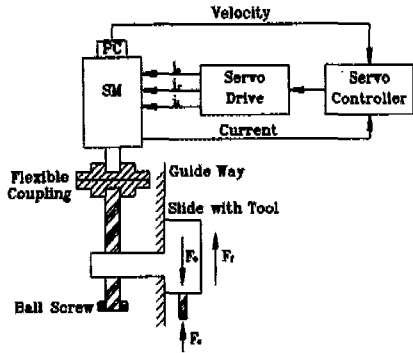 Velocity
PC
SM
Servo
Drive
Servo
Controller
Current
Flexible
Coupling
Guide Way
Slide with Tool
Ball Screw